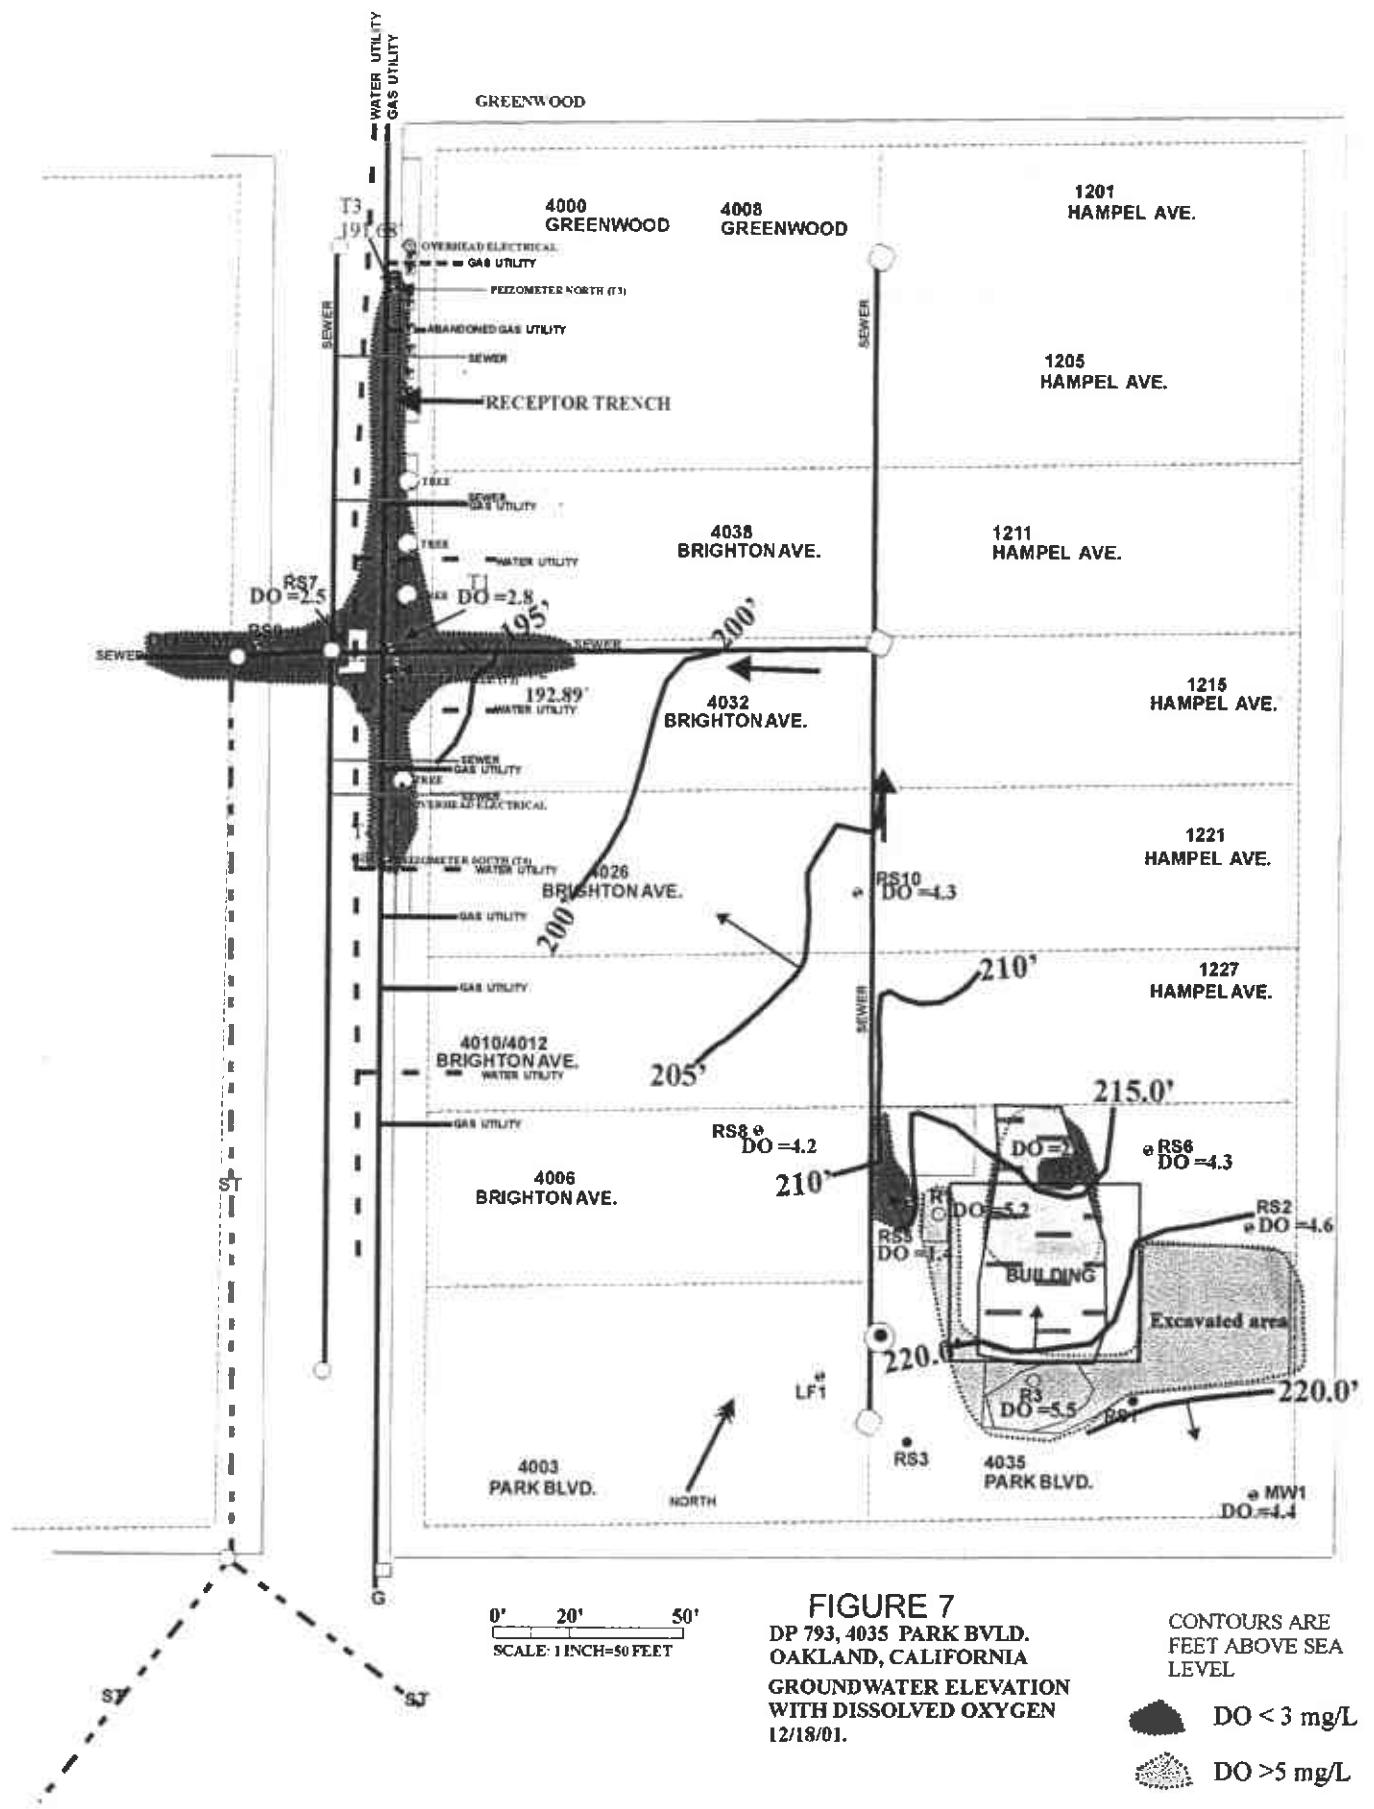 WATER UTILITY
GAS UTILITY
GREENWOOD
T3
191.68'
4000
GREENWOOD
4008
GREENWOOD
1201
HAMPEL AVE.
OVERHEAD ELECTRICAL
GAS UTILITY
PEIZOMETER NORTH (T3)
SEWER
SEWER
ABANDONED GAS UTILITY
SEWER
1205
HAMPEL AVE.
RECEPTOR TRENCH
TREE
SEWER
GAS UTILITY
TREE
4038
BRIGHTON AVE.
1211
HAMPEL AVE.
WATER UTILITY
RS7
DO =2.5
T1
DO =2.8
195'
200'
SEWER
SEWER
192.89'
WATER UTILITY
4032
BRIGHTON AVE.
1215
HAMPEL AVE.
SEWER
GAS UTILITY
TREE
SEWER
OVERHEAD ELECTRICAL
1221
HAMPEL AVE.
PEIZOMETER SOUTH (T4)
WATER UTILITY
4026
BRIGHTON AVE.
RS10
DO =4.3
GAS UTILITY
200'
210'
1227
HAMPEL AVE.
GAS UTILITY
SEWER
4010/4012
BRIGHTON AVE.
WATER UTILITY
205'
215.0'
GAS UTILITY
RS8
DO =4.2
RS6
DO =4.3
4006
BRIGHTON AVE.
210'
ST
DO =5.2
RS2
DO =4.6
RS5
BUILDING
Excavated area
220.0'
LF1
R3
DO =5.5
RS1
220.0'
RS3
4003
PARK BLVD.
NORTH
4035
PARK BLVD.
MW1
DO =4.4
G
ST
ST
0' 20' 50'
SCALE: 1 INCH=50 FEET
FIGURE 7
DP 793, 4035 PARK BVLD.
OAKLAND, CALIFORNIA
GROUNDWATER ELEVATION
WITH DISSOLVED OXYGEN
12/18/01.
CONTOURS ARE
FEET ABOVE SEA
LEVEL
DO < 3 mg/L
DO >5 mg/L